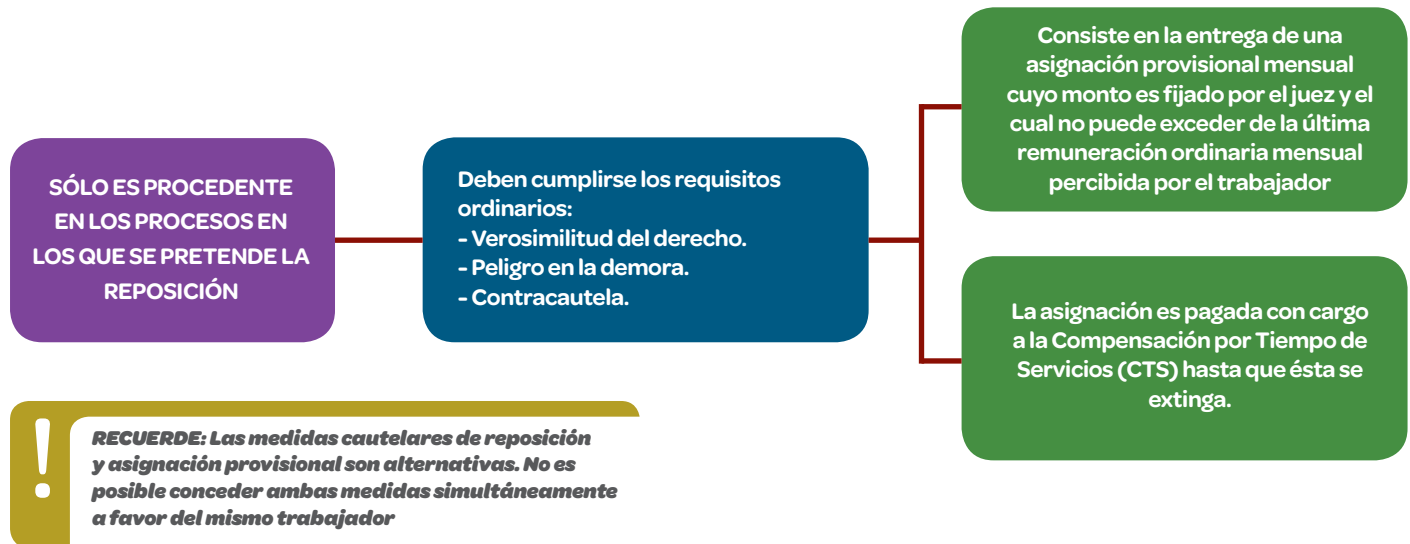 SÓLO ES PROCEDENTE
EN LOS PROCESOS EN
LOS QUE SE PRETENDE LA
REPOSICIÓN
Deben cumplirse los requisitos
ordinarios:
- Verosimilitud del derecho.
- Peligro en la demora.
- Contracautela.
Consiste en la entrega de una
asignación provisional mensual
cuyo monto es fijado por el juez y el
cual no puede exceder de la última
remuneración ordinaria mensual
percibida por el trabajador
La asignación es pagada con cargo
a la Compensación por Tiempo de
Servicios (CTS) hasta que ésta se
extinga.
!
RECUERDE: Las medidas cautelares de reposición
y asignación provisional son alternativas. No es
posible conceder ambas medidas simultáneamente
a favor del mismo trabajador